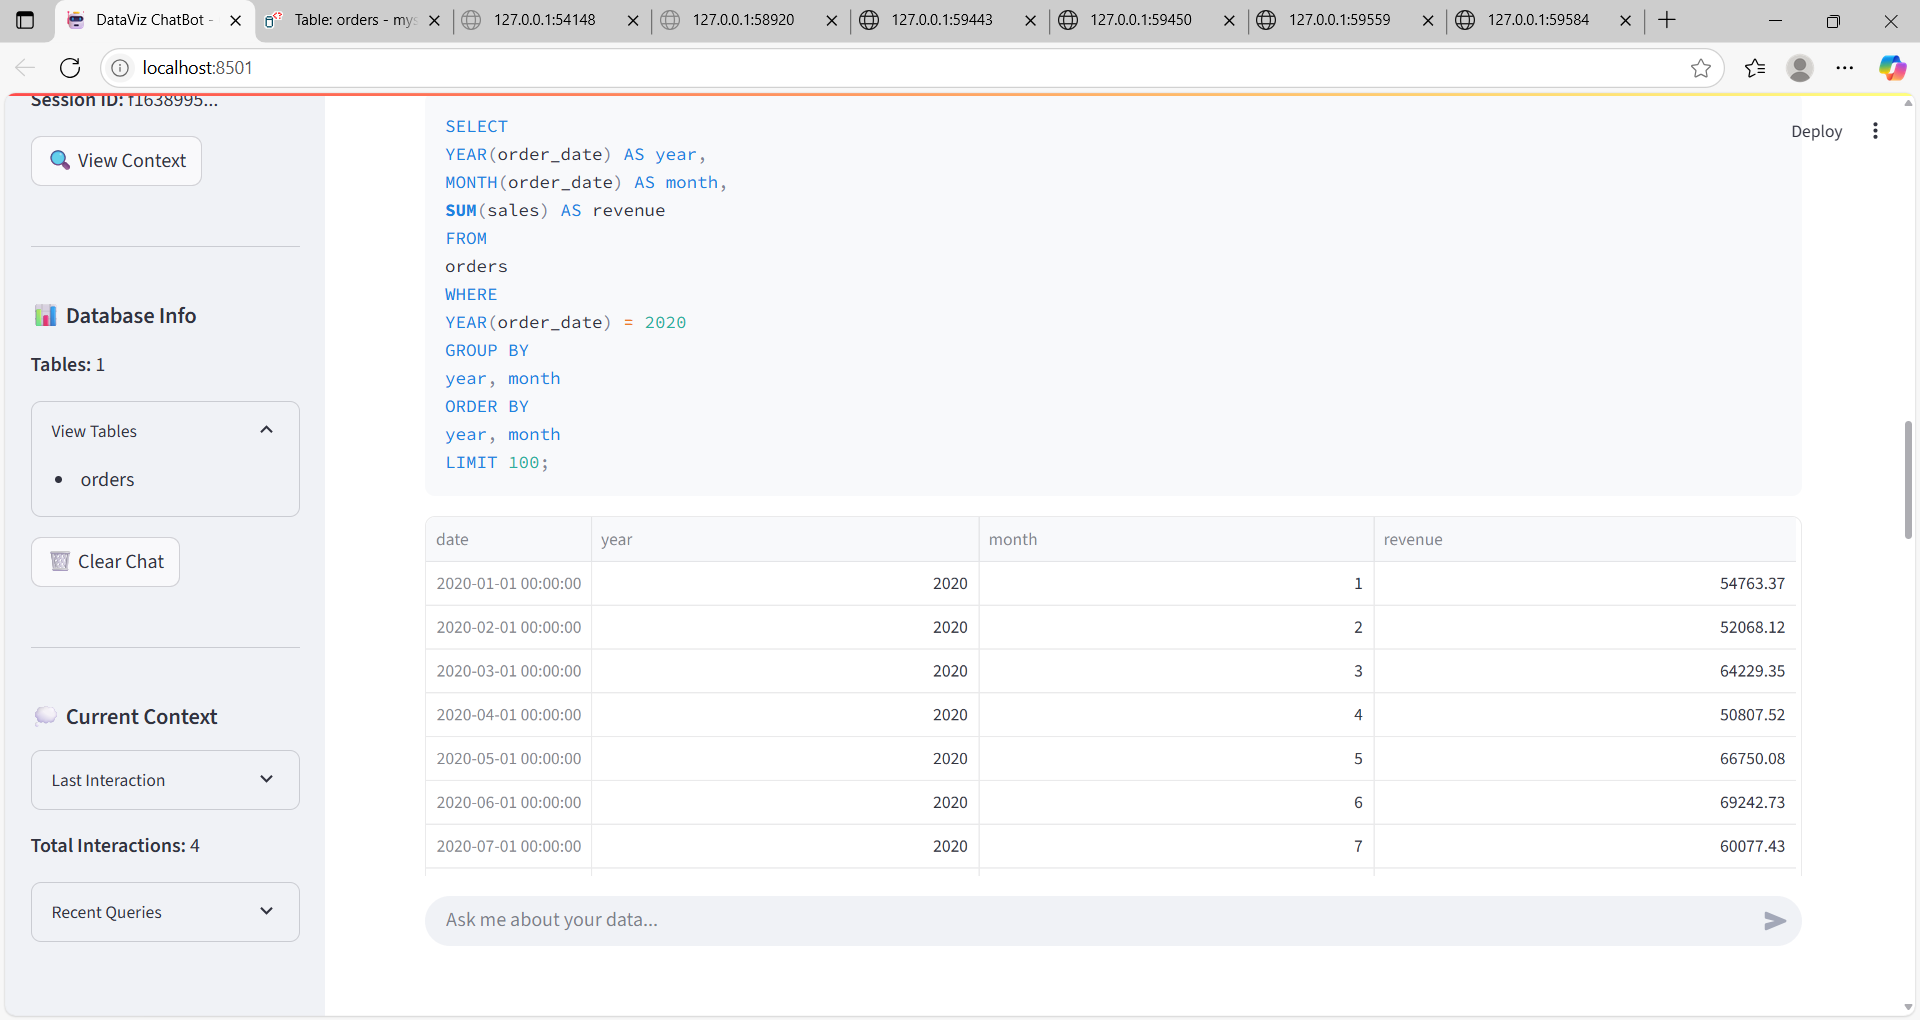 DataViz ChatBot -
Table: orders - mys
127.0.0.1:54148
127.0.0.1:58920
127.0.0.1:59443
127.0.0.1:59450
127.0.0.1:59559
127.0.0.1:59584
localhost:8501
Session ID: f1638995...
View Context
Database Info
Tables: 1
View Tables
orders
Clear Chat
Current Context
Last Interaction
Total Interactions: 4
Recent Queries
Deploy
SELECT
YEAR(order_date) AS year,
MONTH(order_date) AS month,
SUM(sales) AS revenue
FROM
orders
WHERE
YEAR(order_date) = 2020
GROUP BY
year, month
ORDER BY
year, month
LIMIT 100;
date year month revenue
2020-01-01 00:00:00 2020 1 54763.37
2020-02-01 00:00:00 2020 2 52068.12
2020-03-01 00:00:00 2020 3 64229.35
2020-04-01 00:00:00 2020 4 50807.52
2020-05-01 00:00:00 2020 5 66750.08
2020-06-01 00:00:00 2020 6 69242.73
2020-07-01 00:00:00 2020 7 60077.43
Ask me about your data...